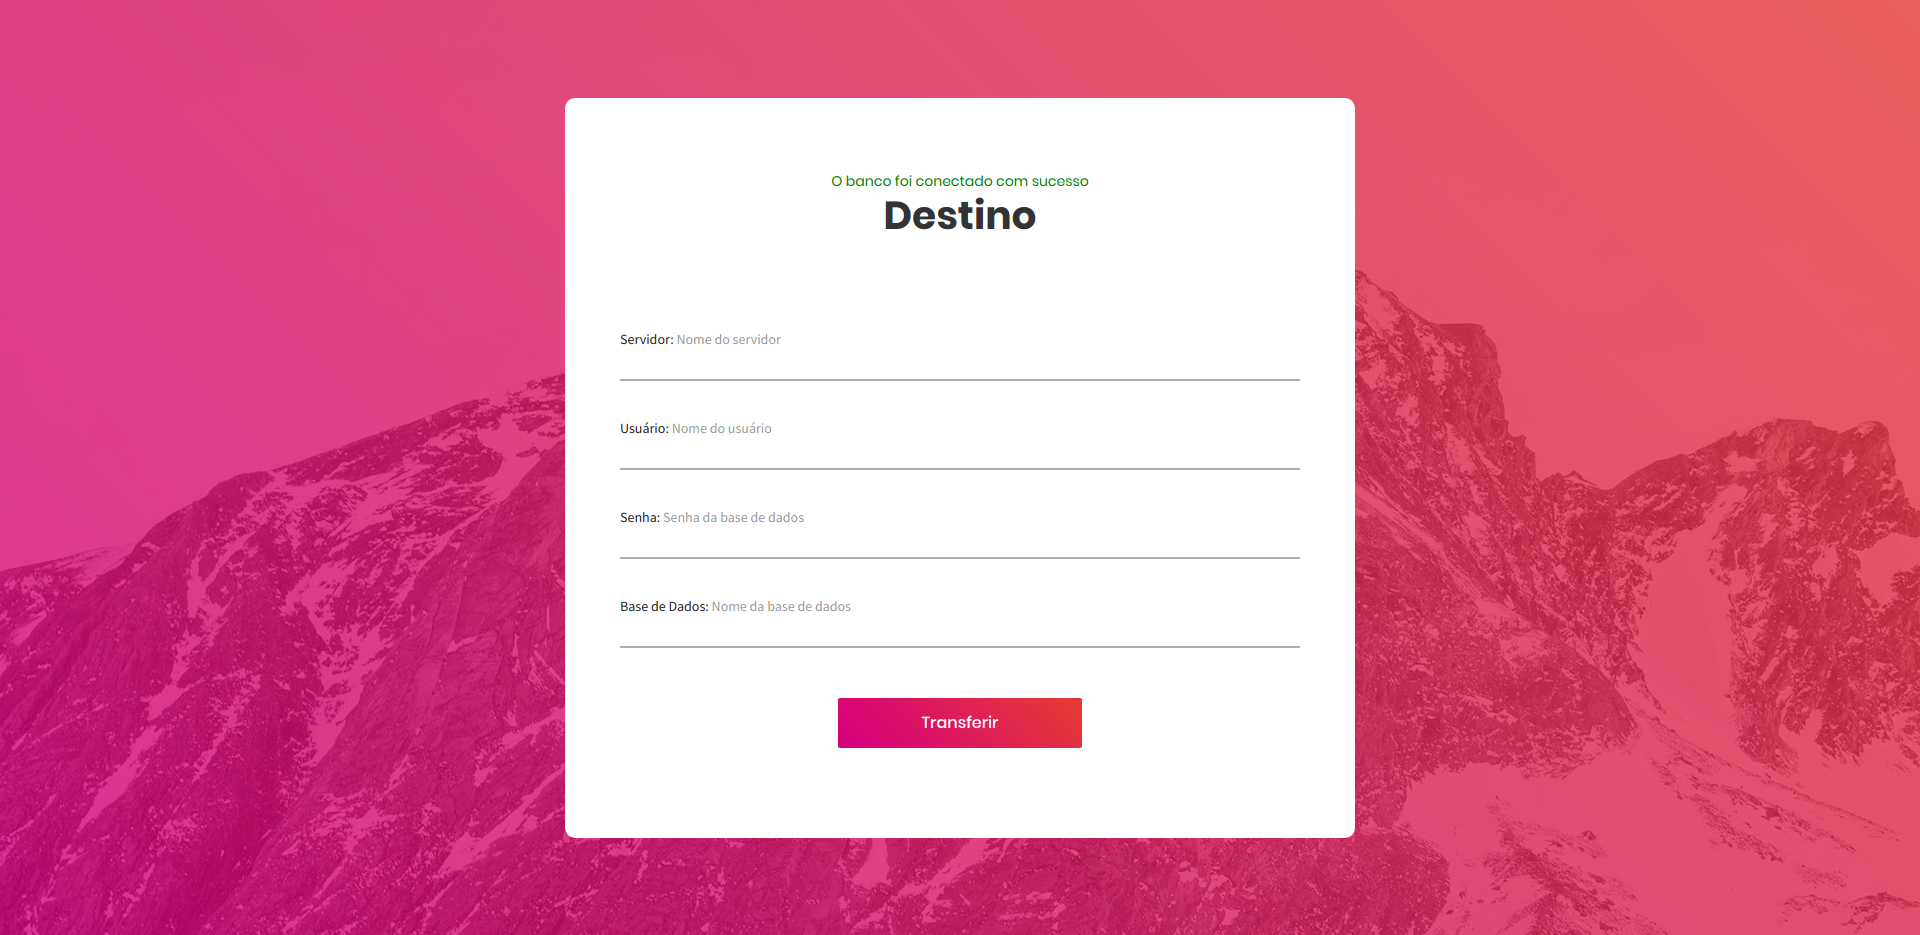 O banco foi conectado com sucesso
Destino
Servidor: Nome do servidor
Usuário: Nome do usuário
Senha: Senha da base de dados
Base de Dados: Nome da base de dados
Transferir